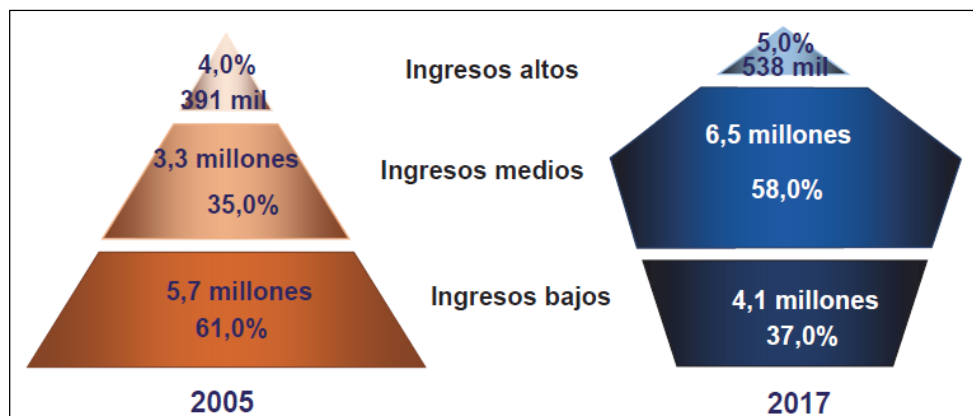 4,0%
391 mil
Ingresos altos
5,0%
538 mil
3,3 millones
35,0%
Ingresos medios
6,5 millones
58,0%
5,7 millones
61,0%
Ingresos bajos
4,1 millones
37,0%
2005
2017